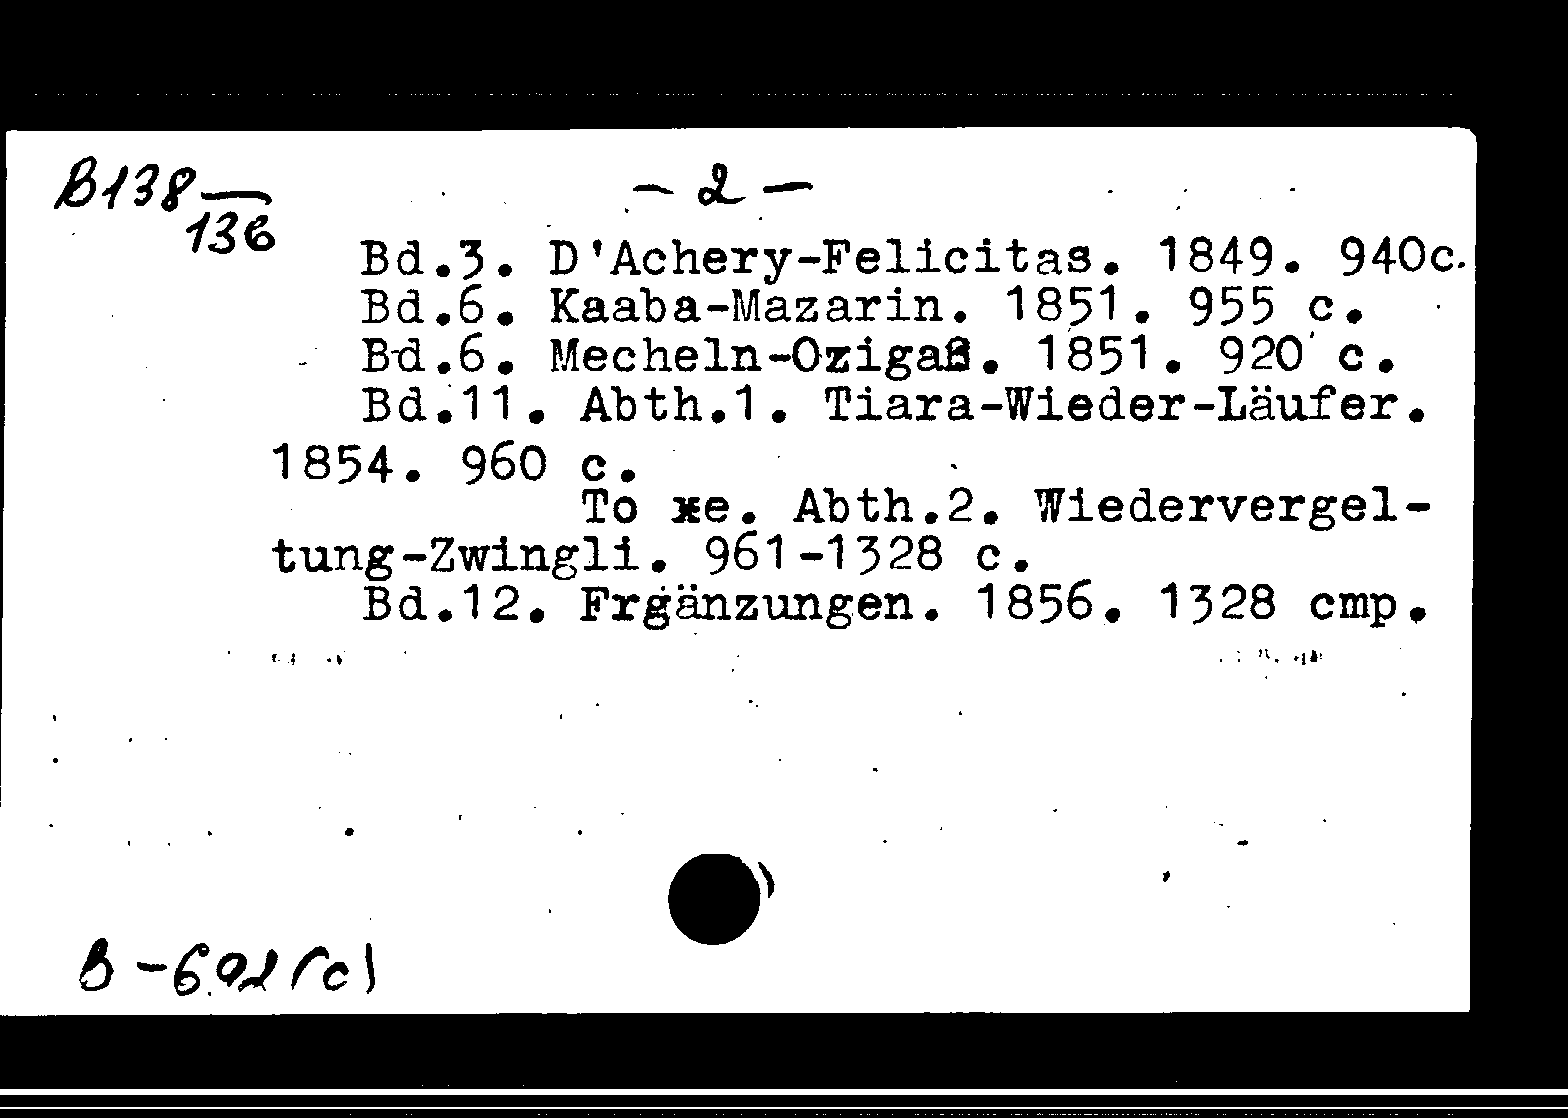 B138—
136
— 2 —
Bd.3. D'Achery-Felicitas. 1849. 940c.
Bd.6. Kaaba-Mazarin. 1851. 955 c.
Bd.6. Mecheln-Ozigaß. 1851. 920 c.
Bd.11. Abth.1. Tiara-Wieder-Läufer.
1854. 960 c.
То же. Abth.2. Wiedervergel-
tung-Zwingli. 961-1328 c.
Bd.12. Frgänzungen. 1856. 1328 cmp.
B-692(c)